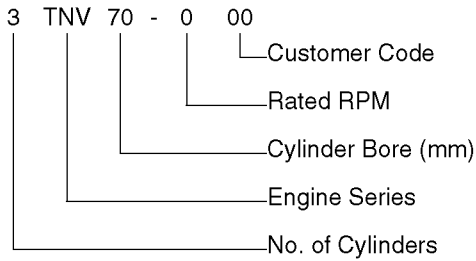 3 TNV 70 - 0 00
Customer Code
Rated RPM
Cylinder Bore (mm)
Engine Series
No. of Cylinders